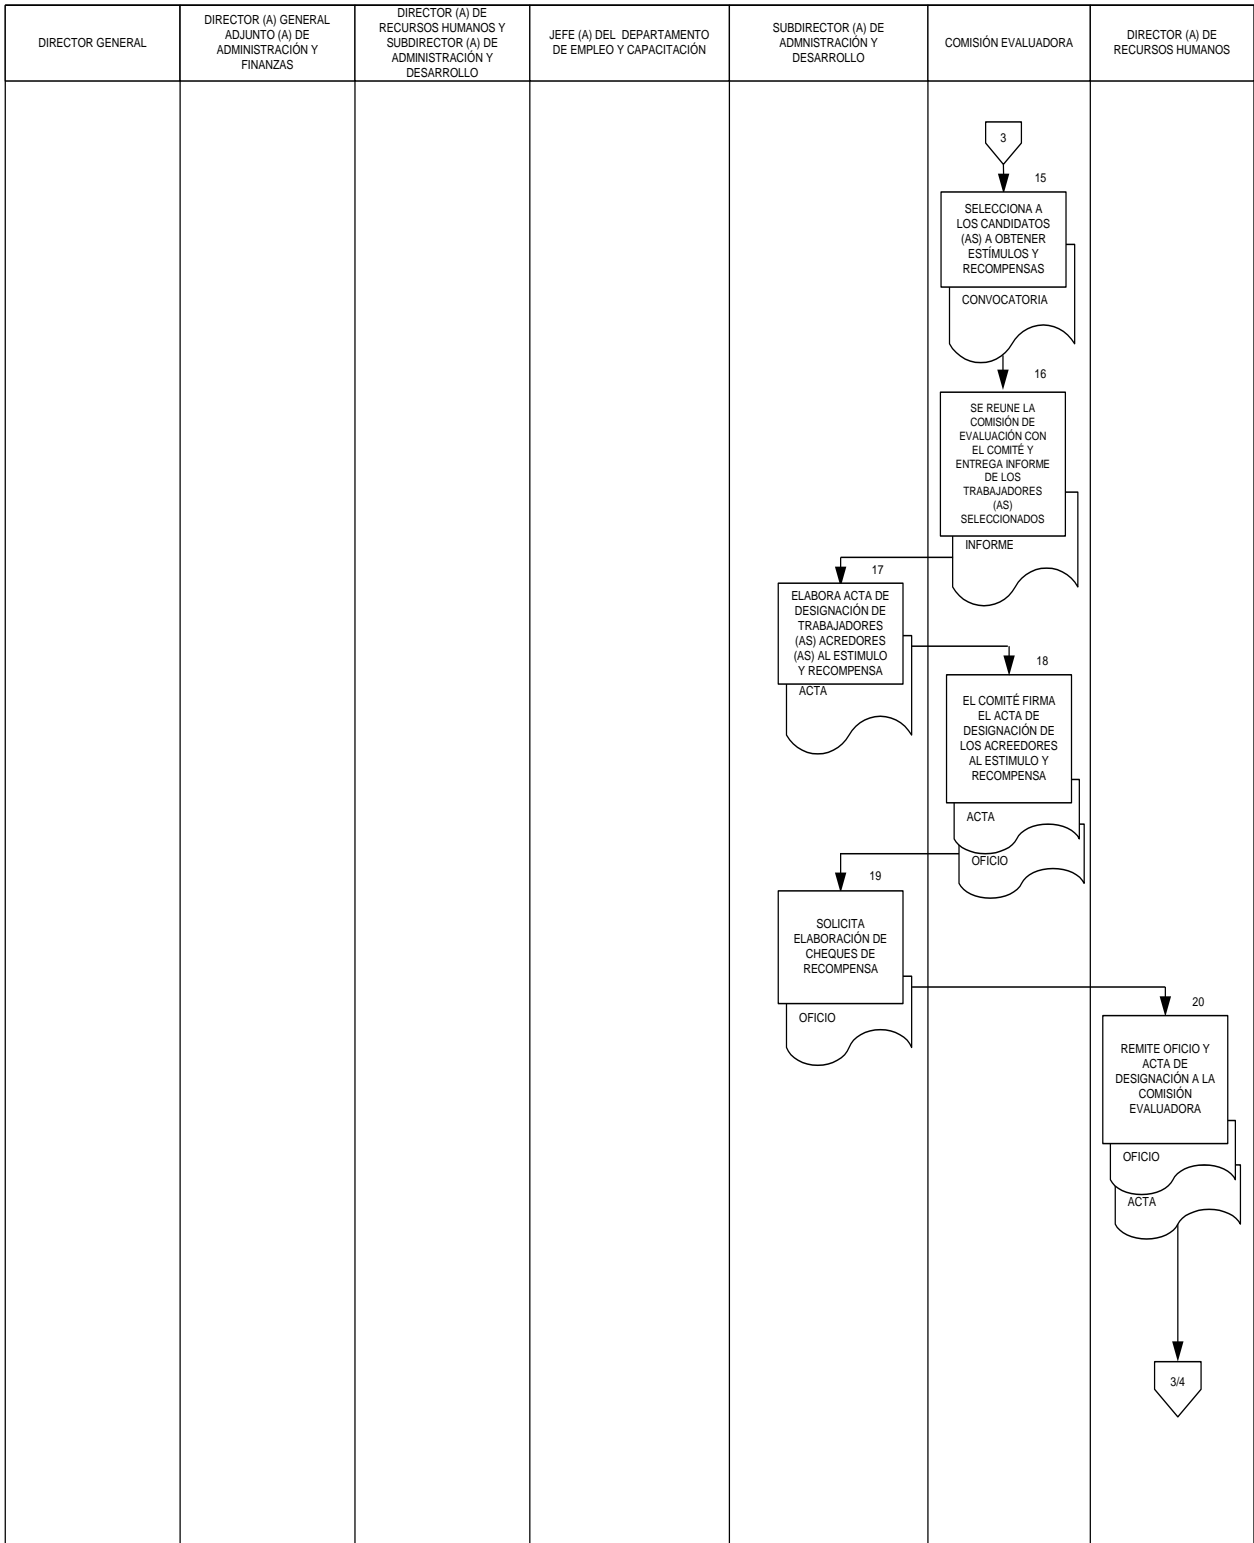 DIRECTOR GENERAL
DIRECTOR (A) GENERAL
ADJUNTO (A) DE
ADMINISTRACIÓN Y
FINANZAS
DIRECTOR (A) DE
RECURSOS HUMANOS Y
SUBDIRECTOR (A) DE
ADMINISTRACIÓN Y
DESARROLLO
JEFE (A) DEL DEPARTAMENTO
DE EMPLEO Y CAPACITACIÓN
SUBDIRECTOR (A) DE
ADMNISTRACIÓN Y
DESARROLLO
COMISIÓN EVALUADORA
DIRECTOR (A) DE
RECURSOS HUMANOS
3
15
SELECCIONA A
LOS CANDIDATOS
(AS) A OBTENER
ESTÍMULOS Y
RECOMPENSAS
CONVOCATORIA
16
SE REUNE LA
COMISIÓN DE
EVALUACIÓN CON
EL COMITÉ Y
ENTREGA INFORME
DE LOS
TRABAJADORES
(AS)
SELECCIONADOS
INFORME
17
ELABORA ACTA DE
DESIGNACIÓN DE
TRABAJADORES
(AS) ACREDORES
(AS) AL ESTIMULO
Y RECOMPENSA
ACTA
18
EL COMITÉ FIRMA
EL ACTA DE
DESIGNACIÓN DE
LOS ACREEDORES
AL ESTIMULO Y
RECOMPENSA
ACTA
OFICIO
19
SOLICITA
ELABORACIÓN DE
CHEQUES DE
RECOMPENSA
OFICIO
20
REMITE OFICIO Y
ACTA DE
DESIGNACIÓN A LA
COMISIÓN
EVALUADORA
OFICIO
ACTA
3/4